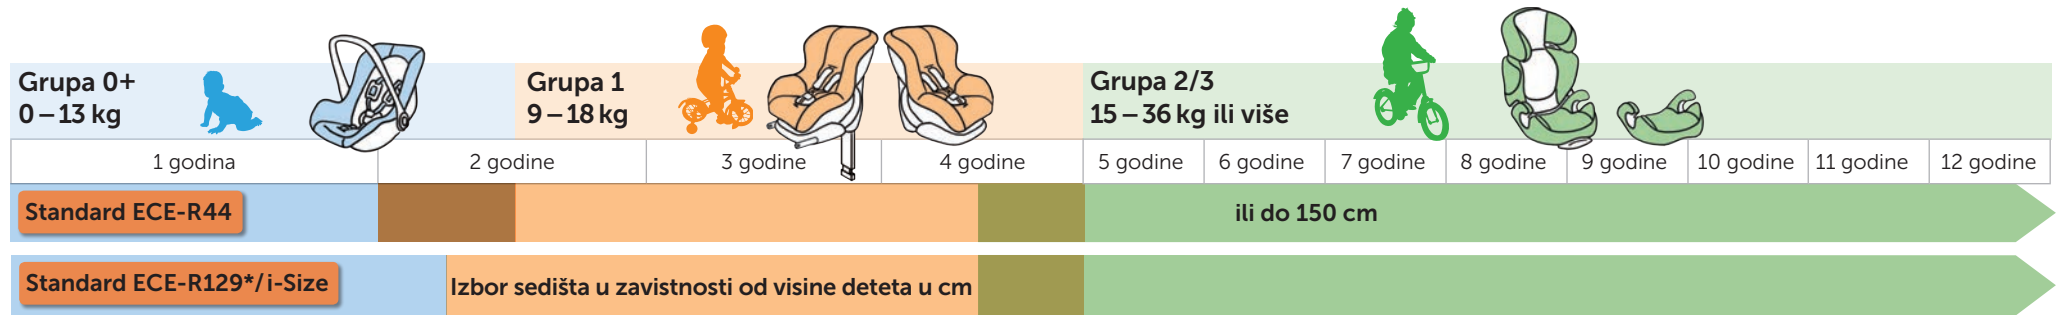 Grupa 0+
0 – 13 kg
Grupa 1
9 – 18 kg
Grupa 2/3
15 – 36 kg ili više
1 godina
2 godine
3 godine
4 godine
5 godine
6 godine
7 godine
8 godine
9 godine
10 godine
11 godine
12 godine
Standard ECE-R44
ili do 150 cm
Standard ECE-R129*/i-Size
Izbor sedišta u zavistnosti od visine deteta u cm